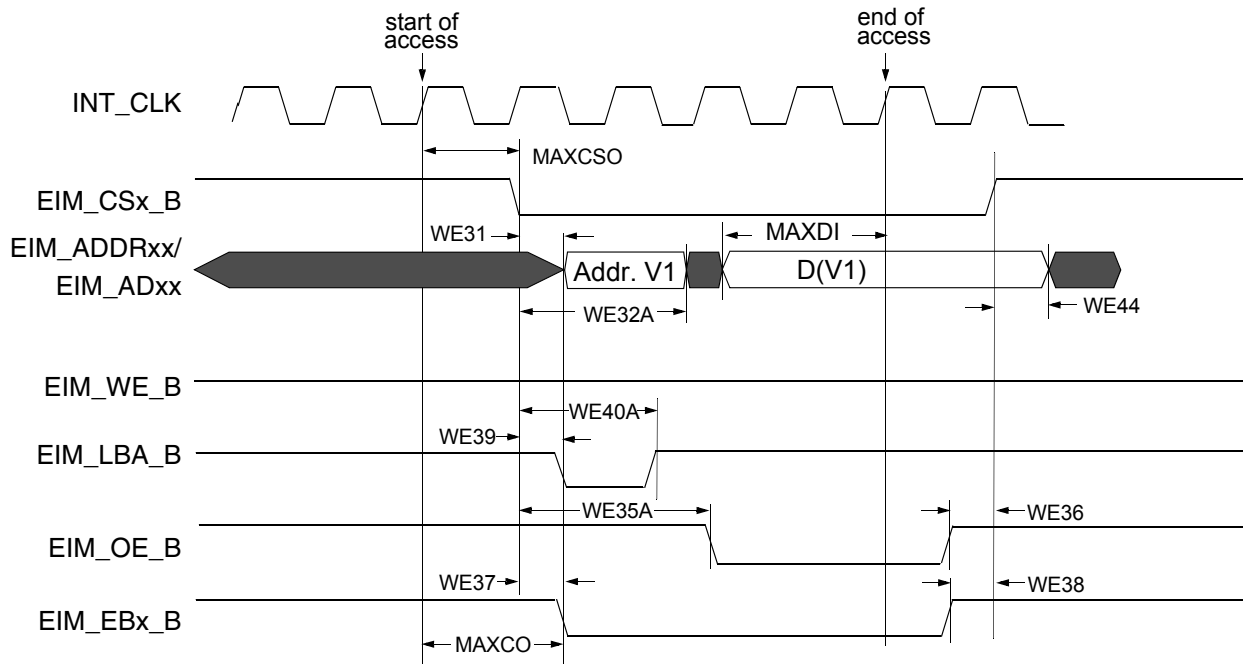 start of
access
end of
access
INT_CLK
MAXCSO
EIM_CSx_B
WE31
MAXDI
EIM_ADDRxx/
EIM_ADxx
Addr. V1
D(V1)
WE32A
WE44
EIM_WE_B
WE40A
WE39
EIM_LBA_B
WE35A
WE36
EIM_OE_B
WE37
WE38
EIM_EBx_B
MAXCO